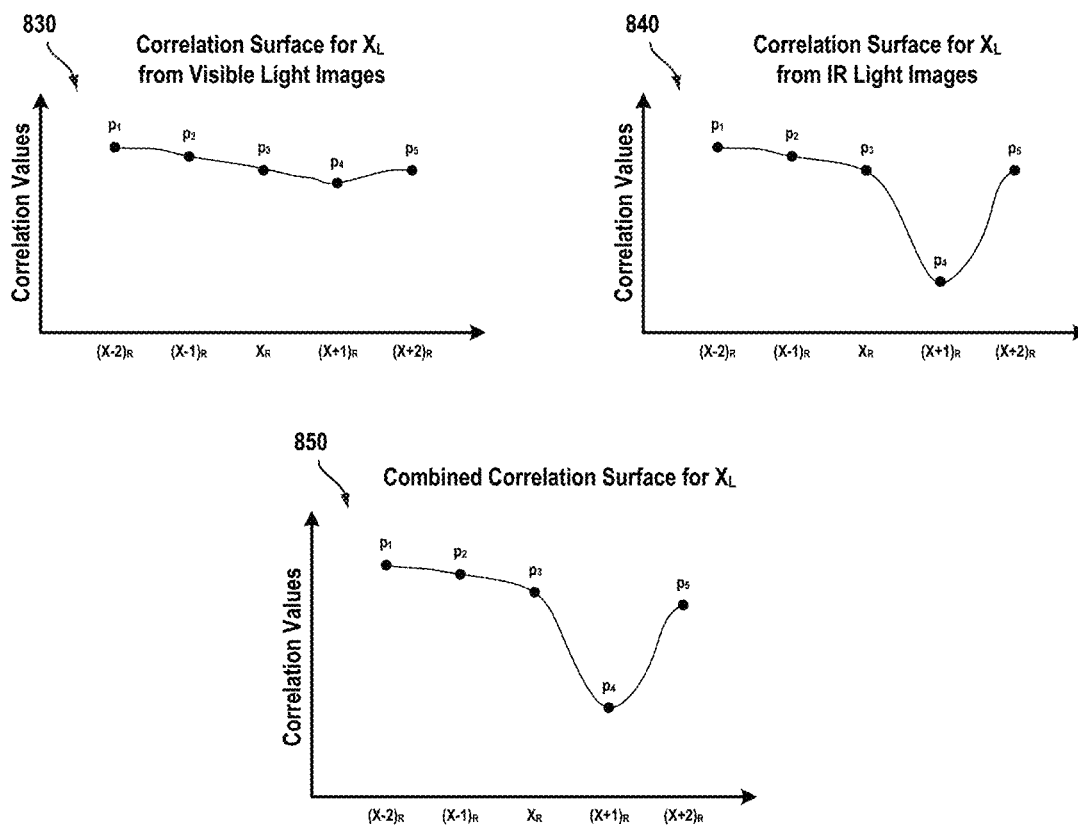 830
Correlation Surface for XL
from Visible Light Images
Correlation Values
p1
p2
p3
p4
p5
(X-2)R
(X-1)R
XR
(X+1)R
(X+2)R
840
Correlation Surface for XL
from IR Light Images
Correlation Values
p1
p2
p3
p4
p5
(X-2)R
(X-1)R
XR
(X+1)R
(X+2)R
850
Combined Correlation Surface for XL
Correlation Values
p1
p2
p3
p4
p5
(X-2)R
(X-1)R
XR
(X+1)R
(X+2)R